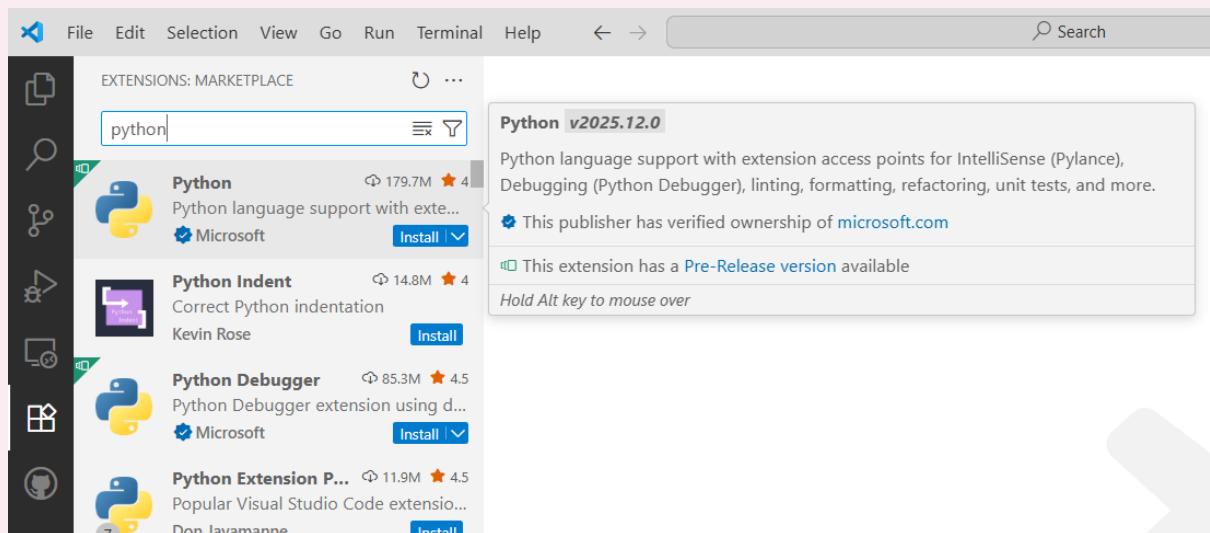 File Edit Selection View Go Run Terminal Help Search
EXTENSIONS: MARKETPLACE
python
Python 179.7M 4
Python language support with exte...
Microsoft Install
Python Indent 14.8M 4
Correct Python indentation
Kevin Rose Install
Python Debugger 85.3M 4.5
Python Debugger extension using d...
Microsoft Install
Python Extension P... 11.9M 4.5
Popular Visual Studio Code extensio...
Don Jayamanne Install
7
Python v2025.12.0
Python language support with extension access points for IntelliSense (Pylance),
Debugging (Python Debugger), linting, formatting, refactoring, unit tests, and more.
This publisher has verified ownership of microsoft.com
This extension has a Pre-Release version available
Hold Alt key to mouse over